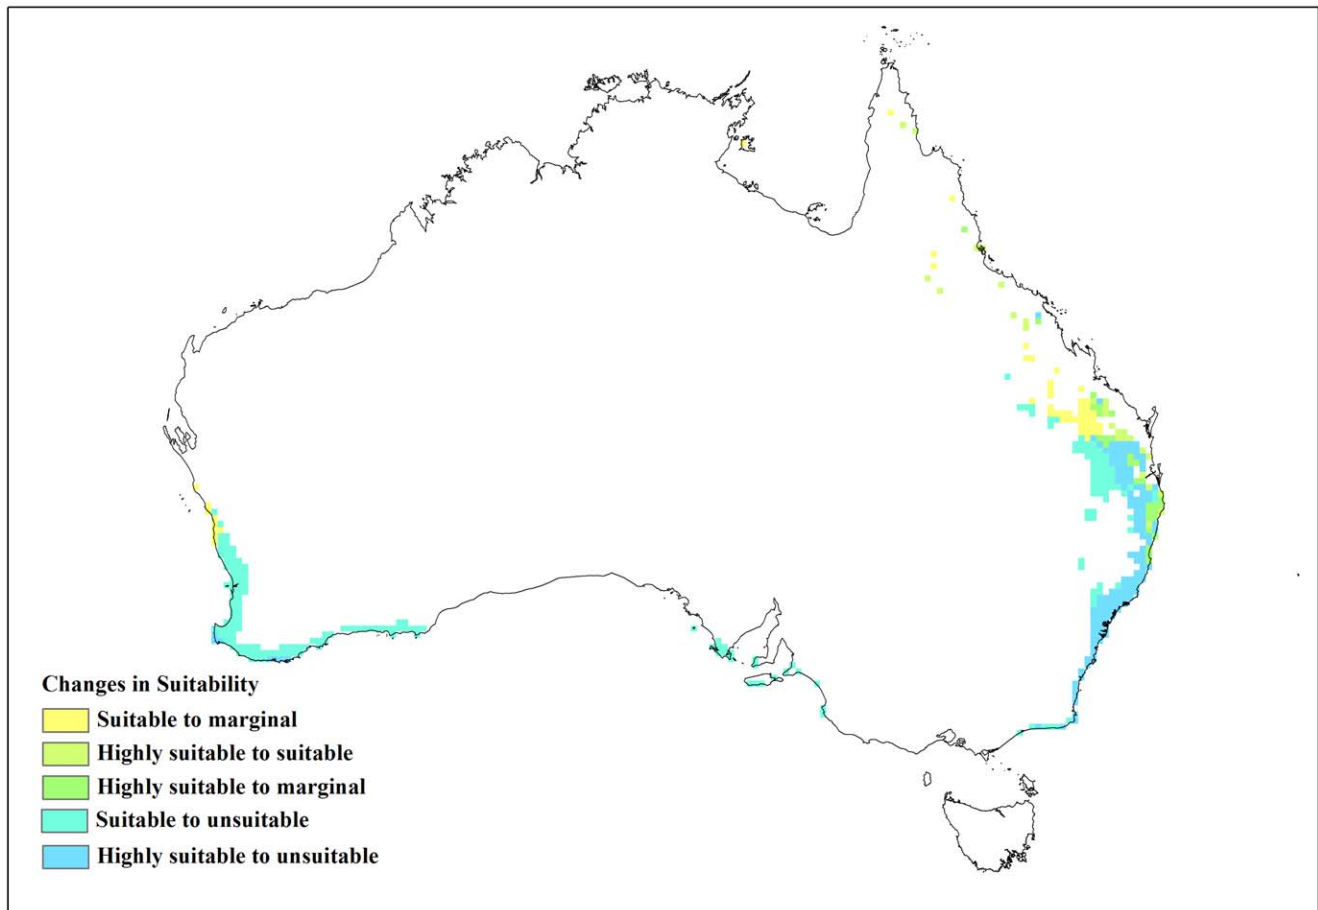 Changes in Suitability
Suitable to marginal
Highly suitable to suitable
Highly suitable to marginal
Suitable to unsuitable
Highly suitable to unsuitable